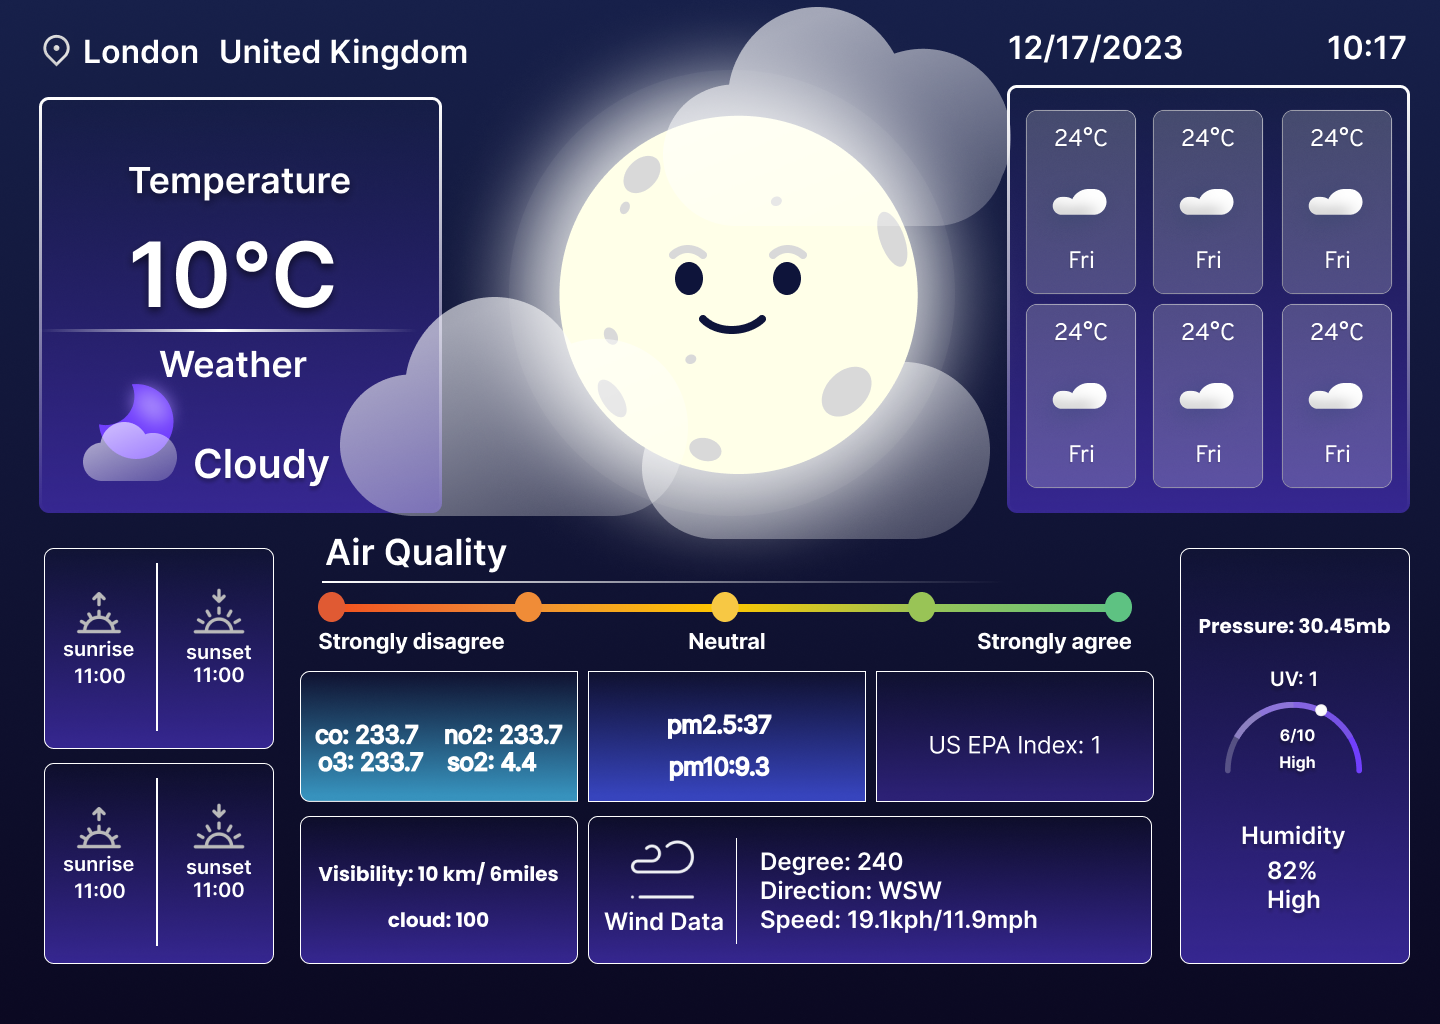 London United Kingdom
12/17/2023 10:17
Temperature
10°C
Weather
Cloudy
24°C 24°C 24°C
Fri Fri Fri
24°C 24°C 24°C
Fri Fri Fri
Air Quality
Strongly disagree Neutral Strongly agree
sunrise sunset
11:00 11:00
sunrise sunset
11:00 11:00
co: 233.7 no2: 233.7
o3: 233.7 so2: 4.4
pm2.5:37
pm10:9.3
US EPA Index: 1
Visibility: 10 km/ 6miles
cloud: 100
Wind Data
Degree: 240
Direction: WSW
Speed: 19.1kph/11.9mph
Pressure: 30.45mb
UV: 1
6/10
High
Humidity
82%
High